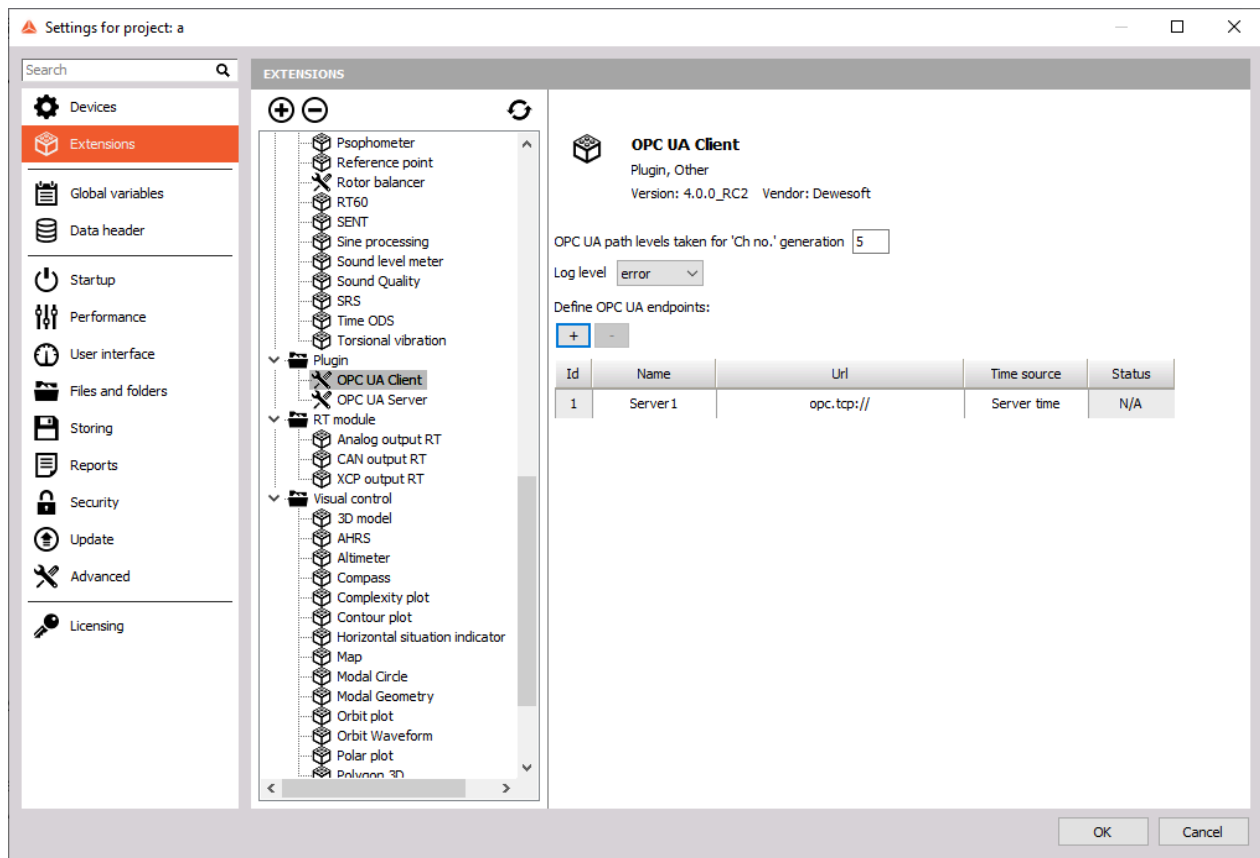 Settings for project: a
Search
Devices
Extensions
Global variables
Data header
Startup
Performance
User interface
Files and folders
Storing
Reports
Security
Update
Advanced
Licensing
EXTENSIONS
Psophometer
Reference point
Rotor balancer
RT60
SENT
Sine processing
Sound level meter
Sound Quality
SRS
Time ODS
Torsional vibration
Plugin
OPC UA Client
OPC UA Server
RT module
Analog output RT
CAN output RT
XCP output RT
Visual control
3D model
AHRS
Altimeter
Compass
Complexity plot
Contour plot
Horizontal situation indicator
Map
Modal Circle
Modal Geometry
Orbit plot
Orbit Waveform
Polar plot
Polygon 3D
OPC UA Client
Plugin, Other
Version: 4.0.0_RC2 Vendor: Dewesoft
OPC UA path levels taken for 'Ch no.' generation 5
Log level error
Define OPC UA endpoints:
+ -
Id Name Url Time source Status
1 Server1 opc.tcp:// Server time N/A
OK Cancel